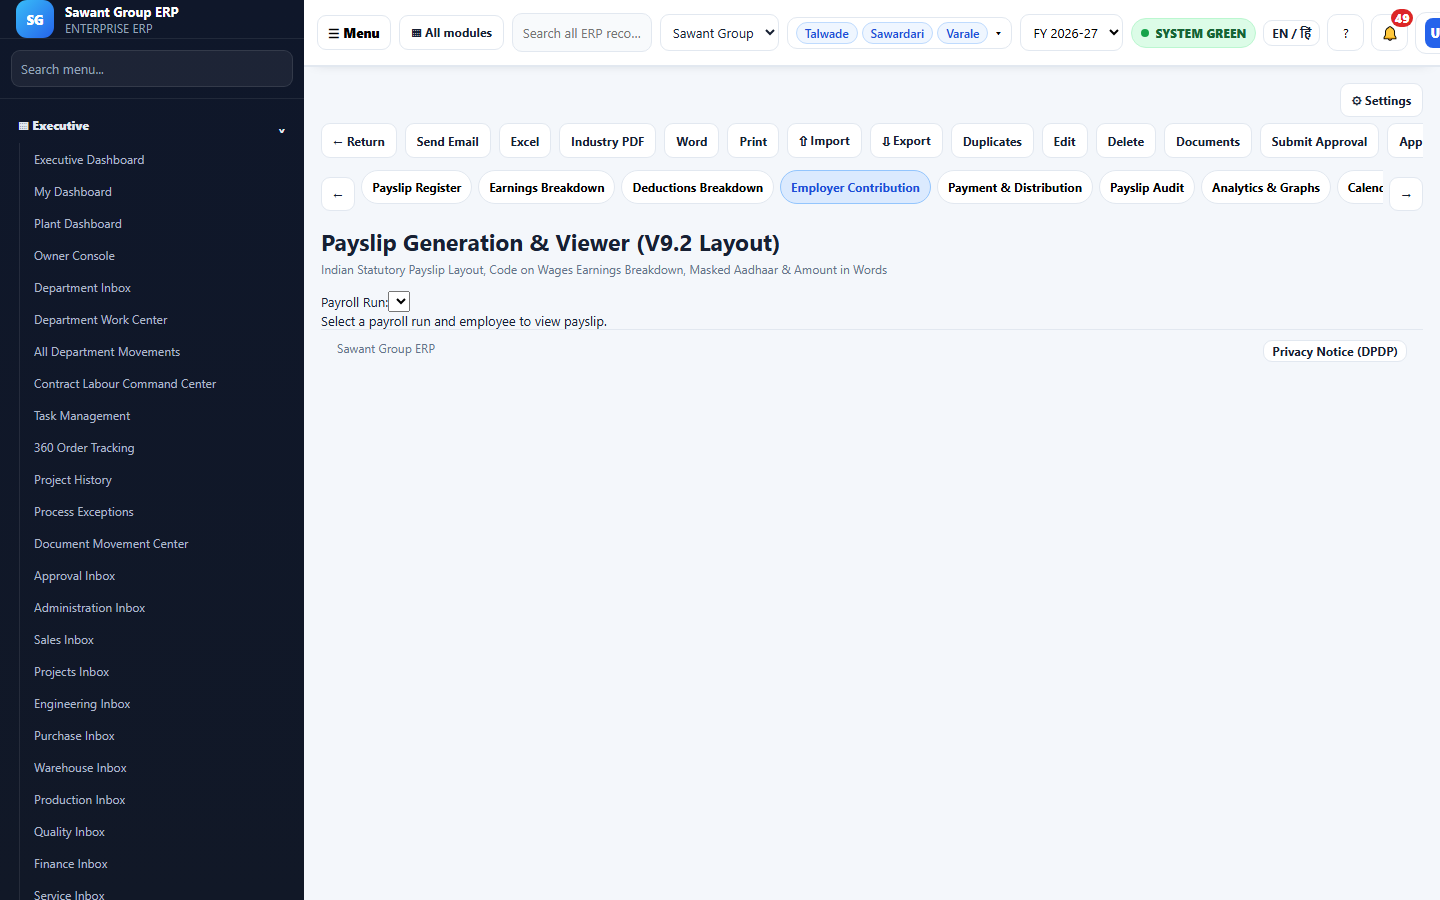 SG
Sawant Group ERP
ENTERPRISE ERP
Search menu...
Executive
Executive Dashboard
My Dashboard
Plant Dashboard
Owner Console
Department Inbox
Department Work Center
All Department Movements
Contract Labour Command Center
Task Management
360 Order Tracking
Project History
Process Exceptions
Document Movement Center
Approval Inbox
Administration Inbox
Sales Inbox
Projects Inbox
Engineering Inbox
Purchase Inbox
Warehouse Inbox
Production Inbox
Quality Inbox
Finance Inbox
Service Inbox
☰ Menu
All modules
Search all ERP reco...
Sawant Group
Talwade Sawardari Varale
FY 2026-27
SYSTEM GREEN
EN / हिं
?
49
U
⚙ Settings
← Return
Send Email
Excel
Industry PDF
Word
Print
⇧ Import
⇩ Export
Duplicates
Edit
Delete
Documents
Submit Approval
App
←
Payslip Register
Earnings Breakdown
Deductions Breakdown
Employer Contribution
Payment & Distribution
Payslip Audit
Analytics & Graphs
Calend
→
Payslip Generation & Viewer (V9.2 Layout)
Indian Statutory Payslip Layout, Code on Wages Earnings Breakdown, Masked Aadhaar & Amount in Words
Payroll Run:
Select a payroll run and employee to view payslip.
Sawant Group ERP
Privacy Notice (DPDP)